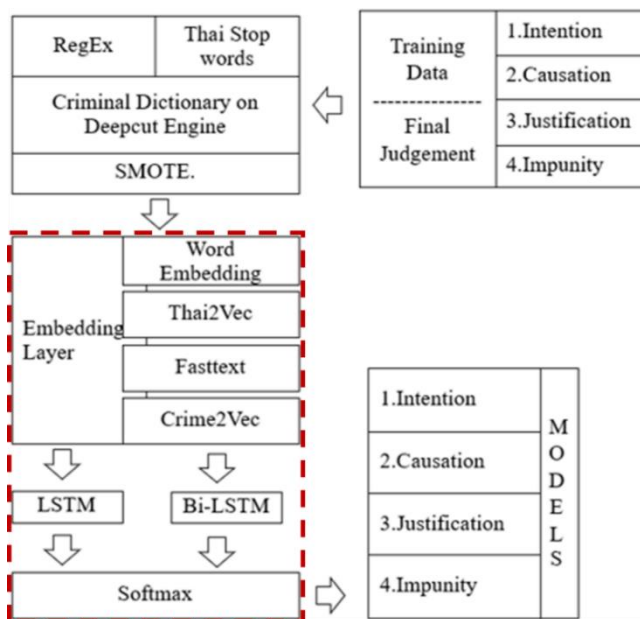 RegEx
Thai Stop
words
Criminal Dictionary on
Deepcut Engine
SMOTE.
Training
Data
Final
Judgement
1.Intention
2.Causation
3.Justification
4.Impunity
Embedding
Layer
Word
Embedding
Thai2Vec
Fasttext
Crime2Vec
LSTM
Bi-LSTM
Softmax
1.Intention
2.Causation
3.Justification
4.Impunity
MODELS